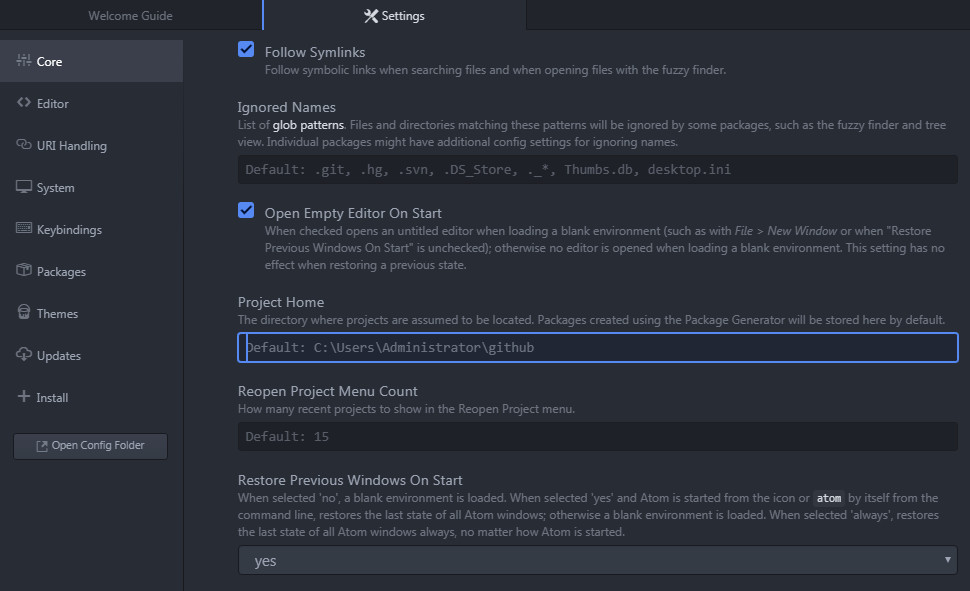 Welcome Guide
Settings
Core
Editor
URI Handling
System
Keybindings
Packages
Themes
Updates
Install
Open Config Folder
Follow Symlinks
Follow symbolic links when searching files and when opening files with the fuzzy finder.
Ignored Names
List of glob patterns. Files and directories matching these patterns will be ignored by some packages, such as the fuzzy finder and tree
view. Individual packages might have additional config settings for ignoring names.
Default: .git, .hg, .svn, .DS_Store, ._*, Thumbs.db, desktop.ini
Open Empty Editor On Start
When checked opens an untitled editor when loading a blank environment (such as with File > New Window or when "Restore
Previous Windows On Start" is unchecked); otherwise no editor is opened when loading a blank environment. This setting has no
effect when restoring a previous state.
Project Home
The directory where projects are assumed to be located. Packages created using the Package Generator will be stored here by default.
Default: C:\Users\Administrator\github
Reopen Project Menu Count
How many recent projects to show in the Reopen Project menu.
Default: 15
Restore Previous Windows On Start
When selected 'no', a blank environment is loaded. When selected 'yes' and Atom is started from the icon or atom by itself from the
command line, restores the last state of all Atom windows; otherwise a blank environment is loaded. When selected 'always', restores
the last state of all Atom windows always, no matter how Atom is started.
yes